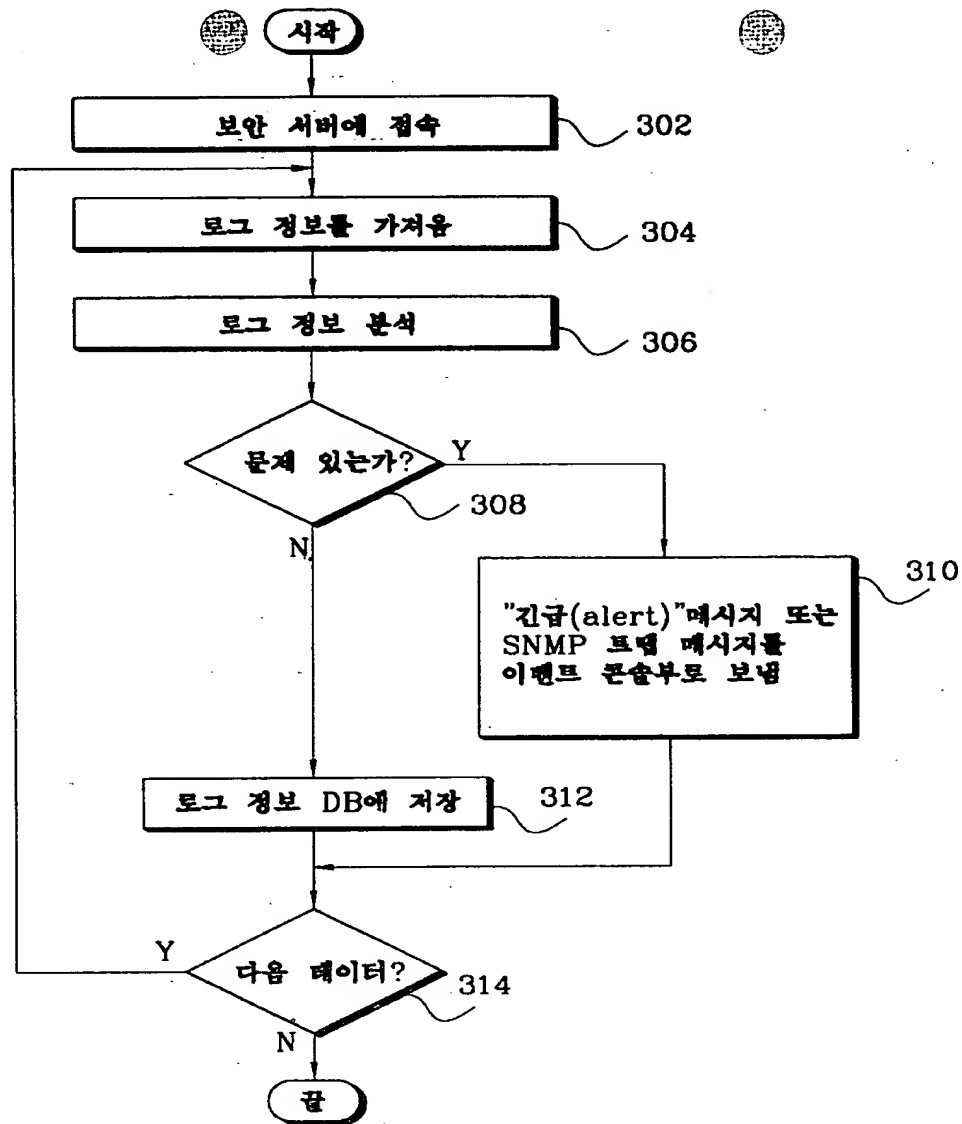 시작
보안 서버에 접속
302
로그 정보를 가져옴
304
로그 정보 분석
306
문제 있는가?
Y
308
N
310
"긴급(alert)"메시지 또는
SNMP 트랩 메시지를
이벤트 콘솔부로 보냄
로그 정보 DB에 저장
312
Y
다음 데이터?
314
N
끝